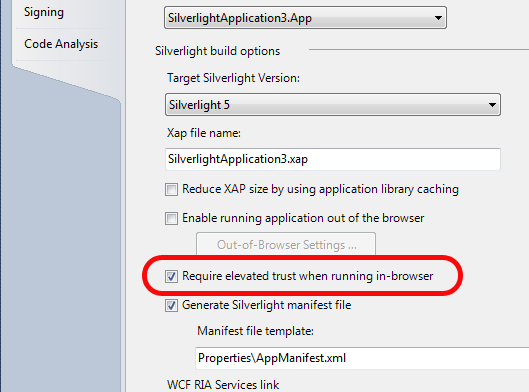 Signing
SilverlightApplication3.App
Code Analysis
Silverlight build options
Target Silverlight Version:
Silverlight 5
Xap file name:
SilverlightApplication3.xap
Reduce XAP size by using application library caching
Enable running application out of the browser
Out-of-Browser Settings ...
Require elevated trust when running in-browser
Generate Silverlight manifest file
Manifest file template:
Properties\AppManifest.xml
WCF RIA Services link